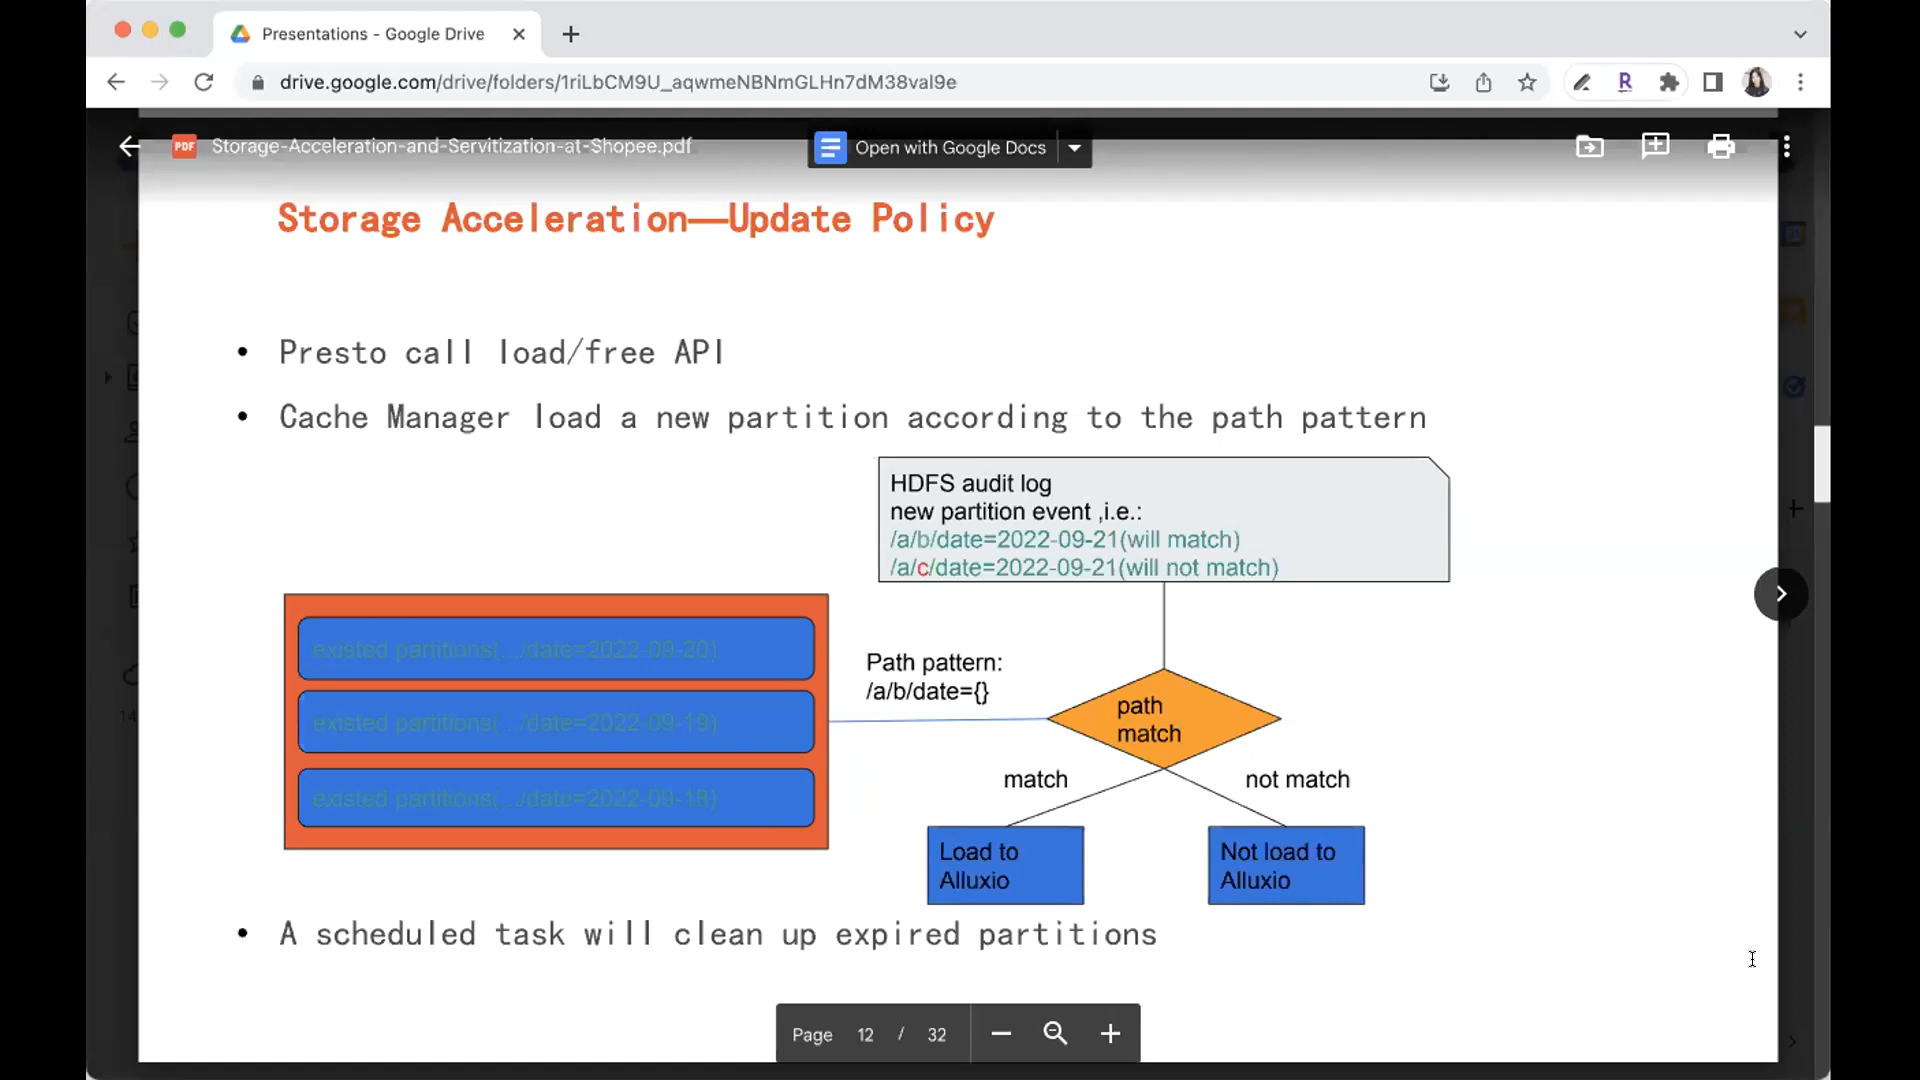 Presentations - Google Drive
drive.google.com/drive/folders/1riLbCM9U_aqwmeNBNmGLHn7dM38val9e
R
PDF
Storage-Acceleration-and-Servitization-at-Shopee.pdf
Open with Google Docs
Storage Acceleration——Update Policy
• Presto call load/free API
• Cache Manager load a new partition according to the path pattern
HDFS audit log
new partition event ,i.e.:
/a/b/date=2022-09-21(will match)
/a/c/date=2022-09-21(will not match)
existed partitions(.../date=2022-09-20)
existed partitions(.../date=2022-09-19)
existed partitions(.../date=2022-09-18)
Path pattern:
/a/b/date={}
path
match
match
not match
Load to
Alluxio
Not load to
Alluxio
• A scheduled task will clean up expired partitions
Page 12 / 32